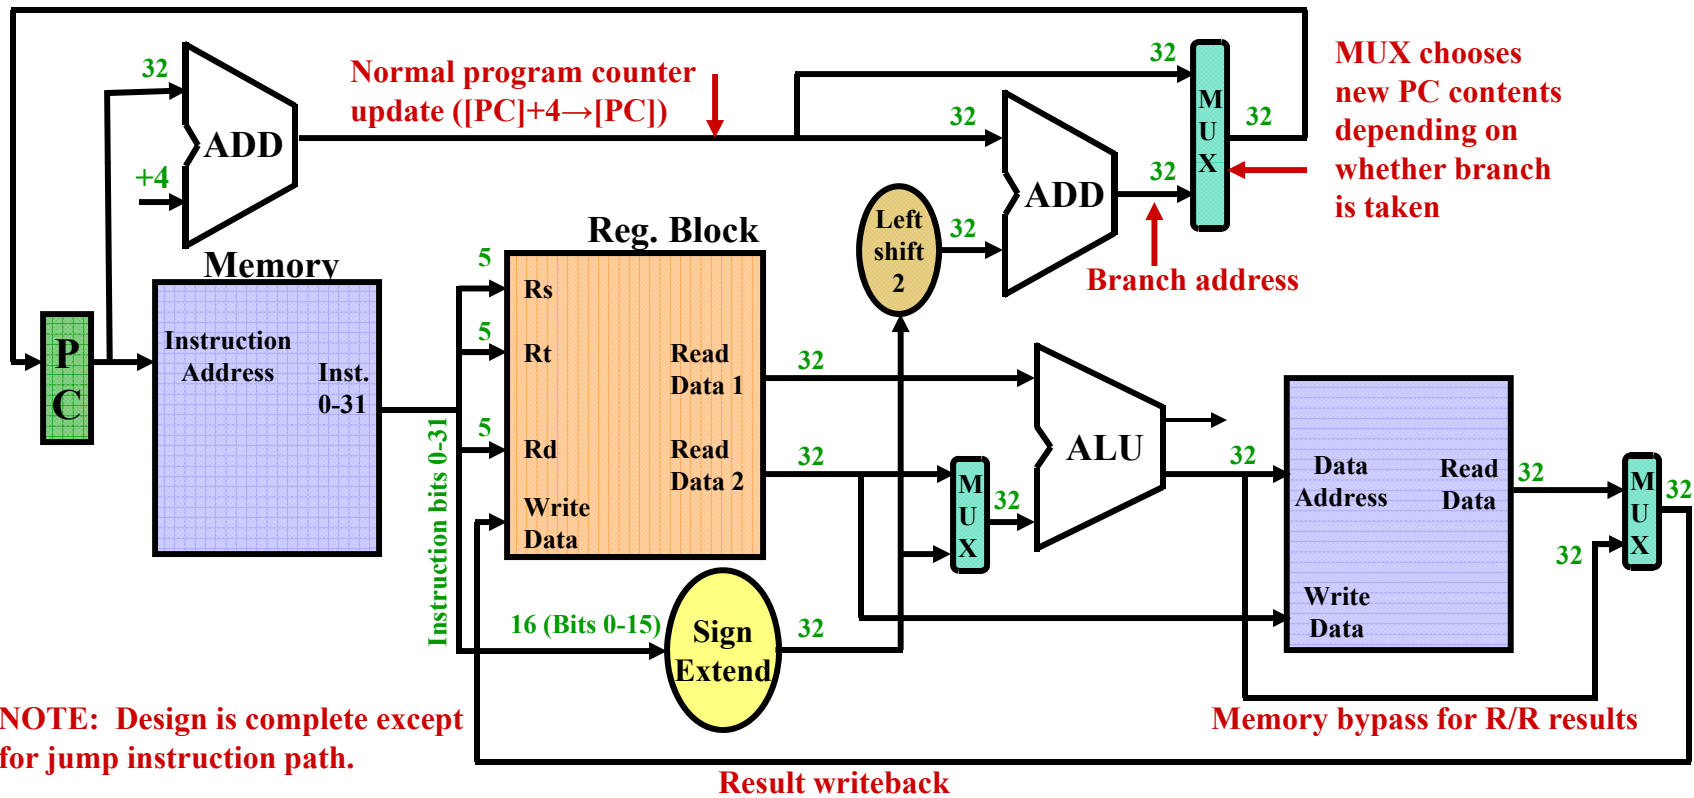 32
+4
ADD
Normal program counter
update ([PC]+4→[PC])
32
32
32
32
ADD
Left
shift
2
M
U
X
32
MUX chooses
new PC contents
depending on
whether branch
is taken
Branch address
P
C
Memory
Instruction
Address
Inst.
0-31
Instruction bits 0-31
5
5
5
Reg. Block
Rs
Rt
Rd
Write
Data
Read
Data 1
Read
Data 2
32
32
M
U
X
32
ALU
32
Data
Address
Read
Data
Write
Data
32
32
M
U
X
32
16 (Bits 0-15)
Sign
Extend
32
Memory bypass for R/R results
NOTE:  Design is complete except
for jump instruction path.
Result writeback